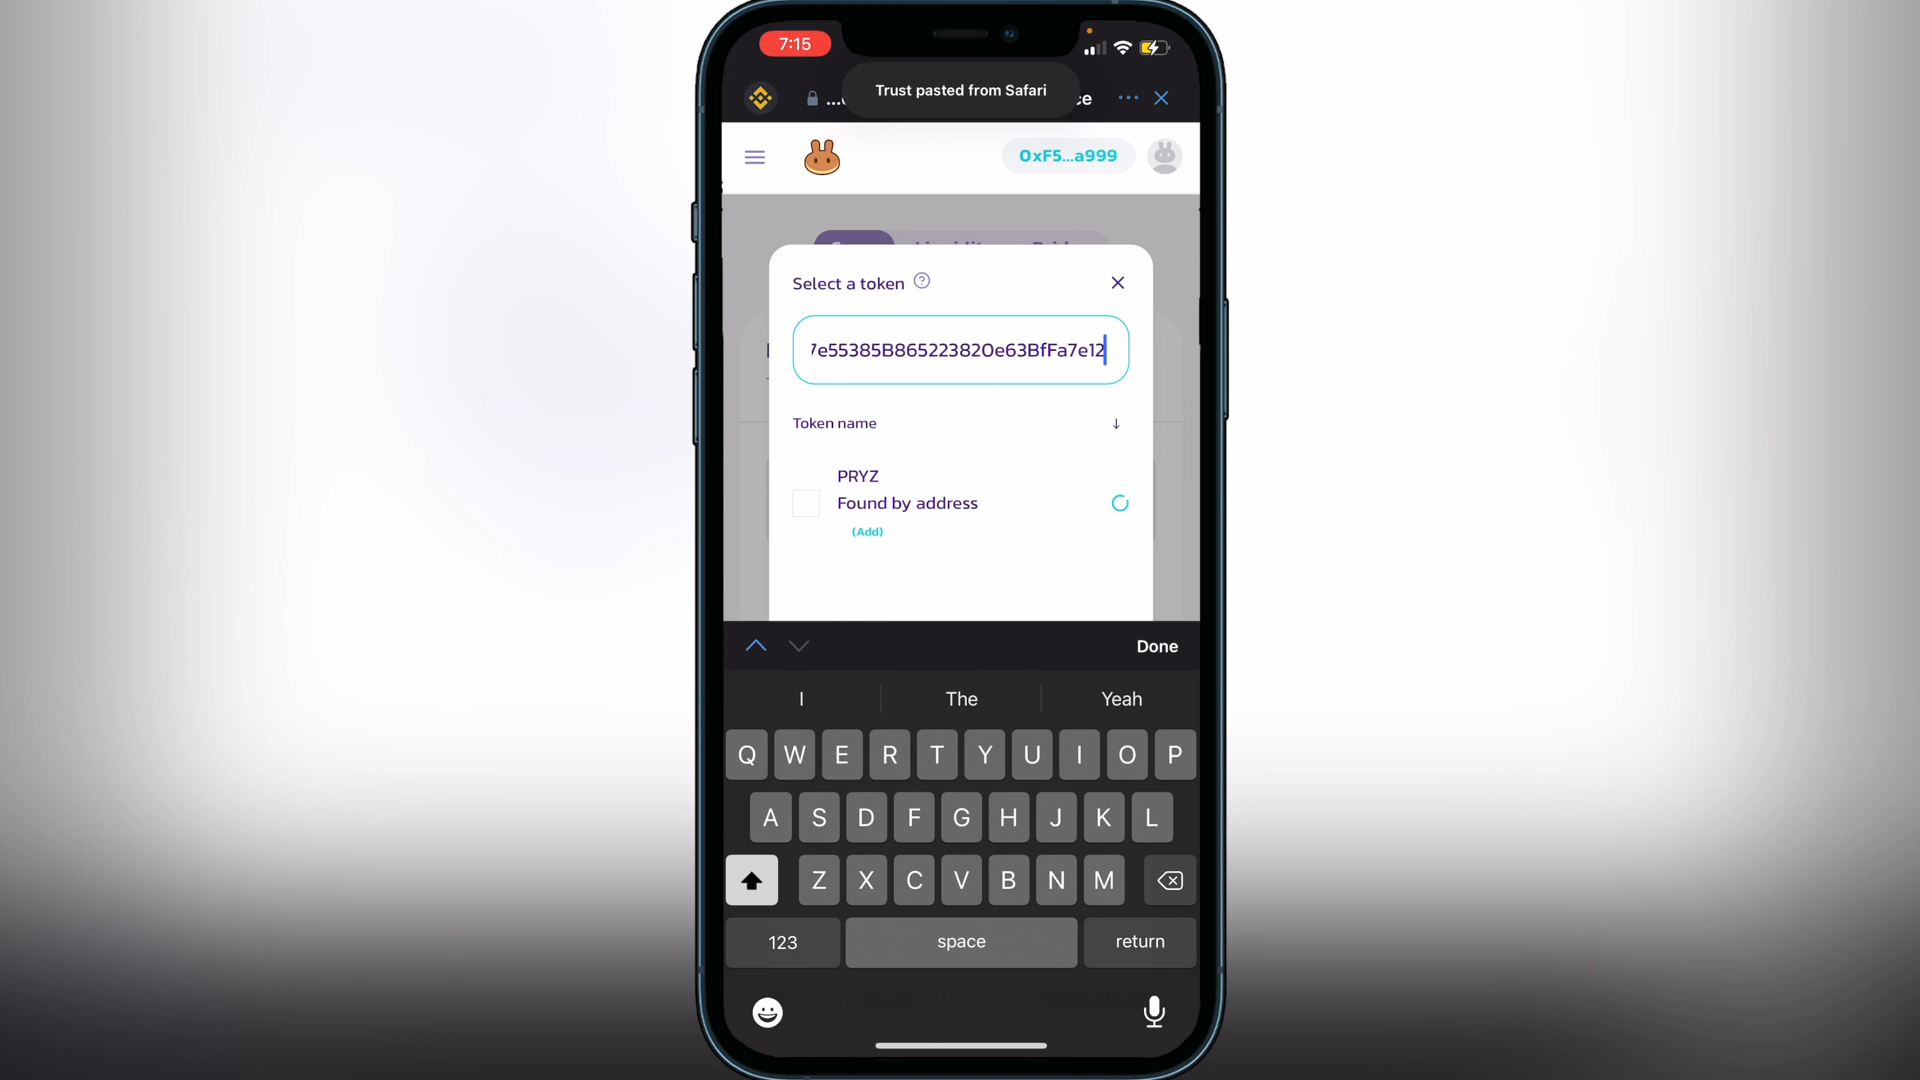 7:15
Trust pasted from Safari
0xF5...a999
Select a token
7e55385B865223820e63BfFa7e12
Token name
PRYZ
Found by address
(Add)
Done
I The Yeah
Q W E R T Y U I O P
A S D F G H J K L
Z X C V B N M
123 space return